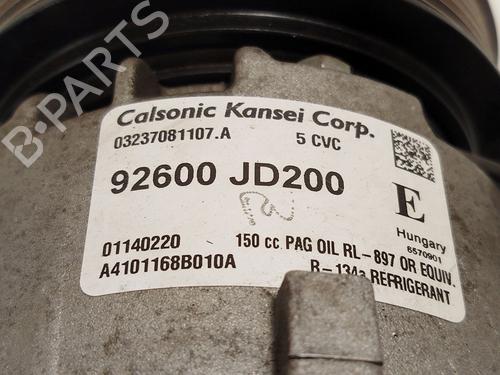 Calsonic Kansei Corp.
03237081107.A 5 CVC
92600 JD200
E
Hungary
6570901
01140220 150 cc. PAG OIL RL-897 OR EQUIV.
A4101168B010A R-134a REFRIGERANT
B-PARTS